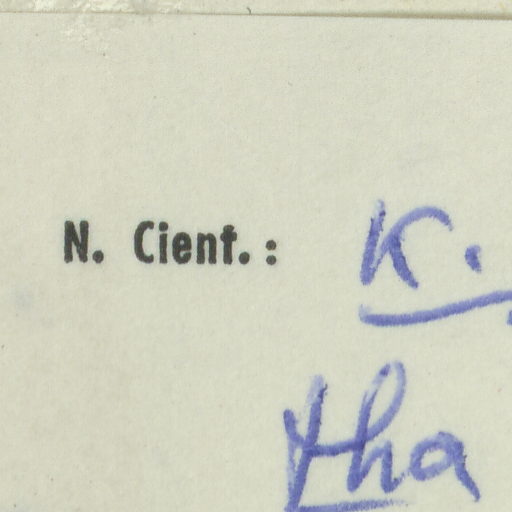 N. Cient.: K.
tha